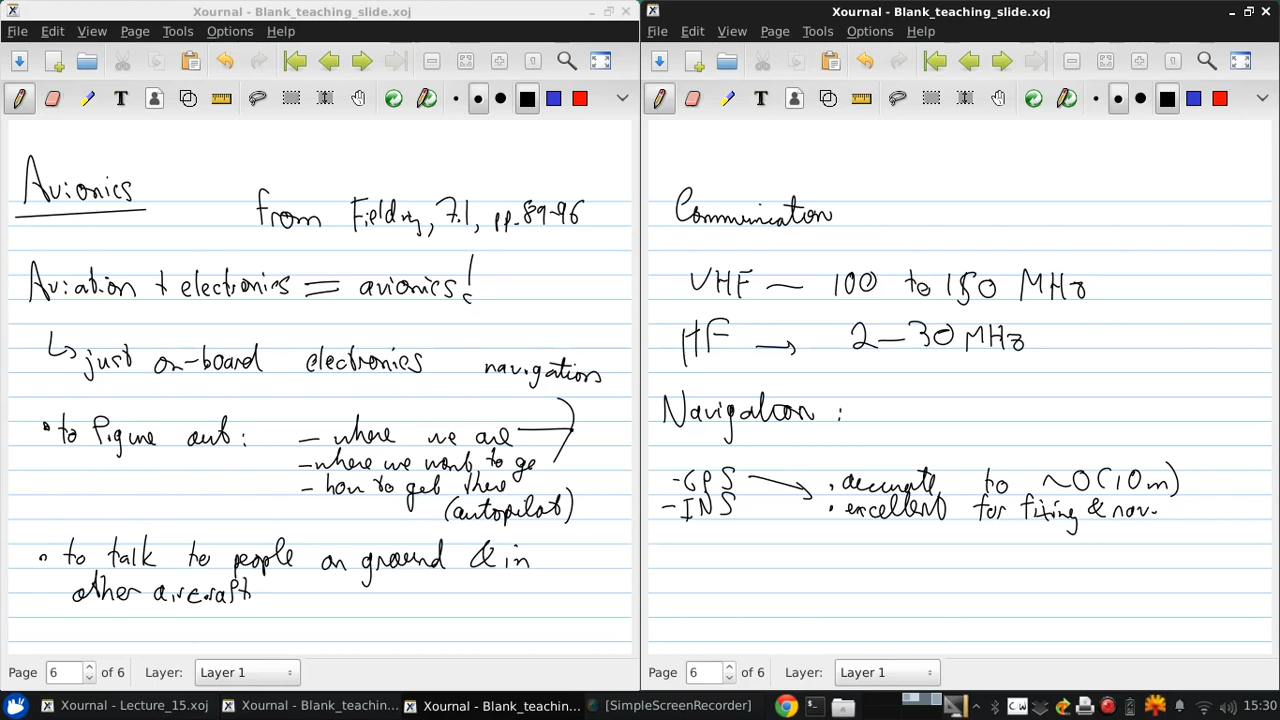 Xournal - Blank_teaching_slide.xoj
File Edit View Page Tools Options Help
Avionics
from Fielding, 7.1, pp. 89-96
Aviation + electronics = avionics!
↳ just on-board electronics
navigation
• to figure out: - where we are
- where we want to go
- how to get there
(autopilot)
• to talk to people on ground & in
other aircraft
Page 6 of 6 Layer: Layer 1
Xournal - Blank_teaching_slide.xoj
File Edit View Page Tools Options Help
Communication
VHF — 100 to 150 MHz
HF → 2-30 MHz
Navigation :
- GPS → • accurate to ~O(10m)
- INS • excellent for fixing & nav.
Page 6 of 6 Layer: Layer 1
Xournal - Lecture_15.xoj Xournal - Blank_teachin... Xournal - Blank_teachin... [SimpleScreenRecorder] CW 15:30